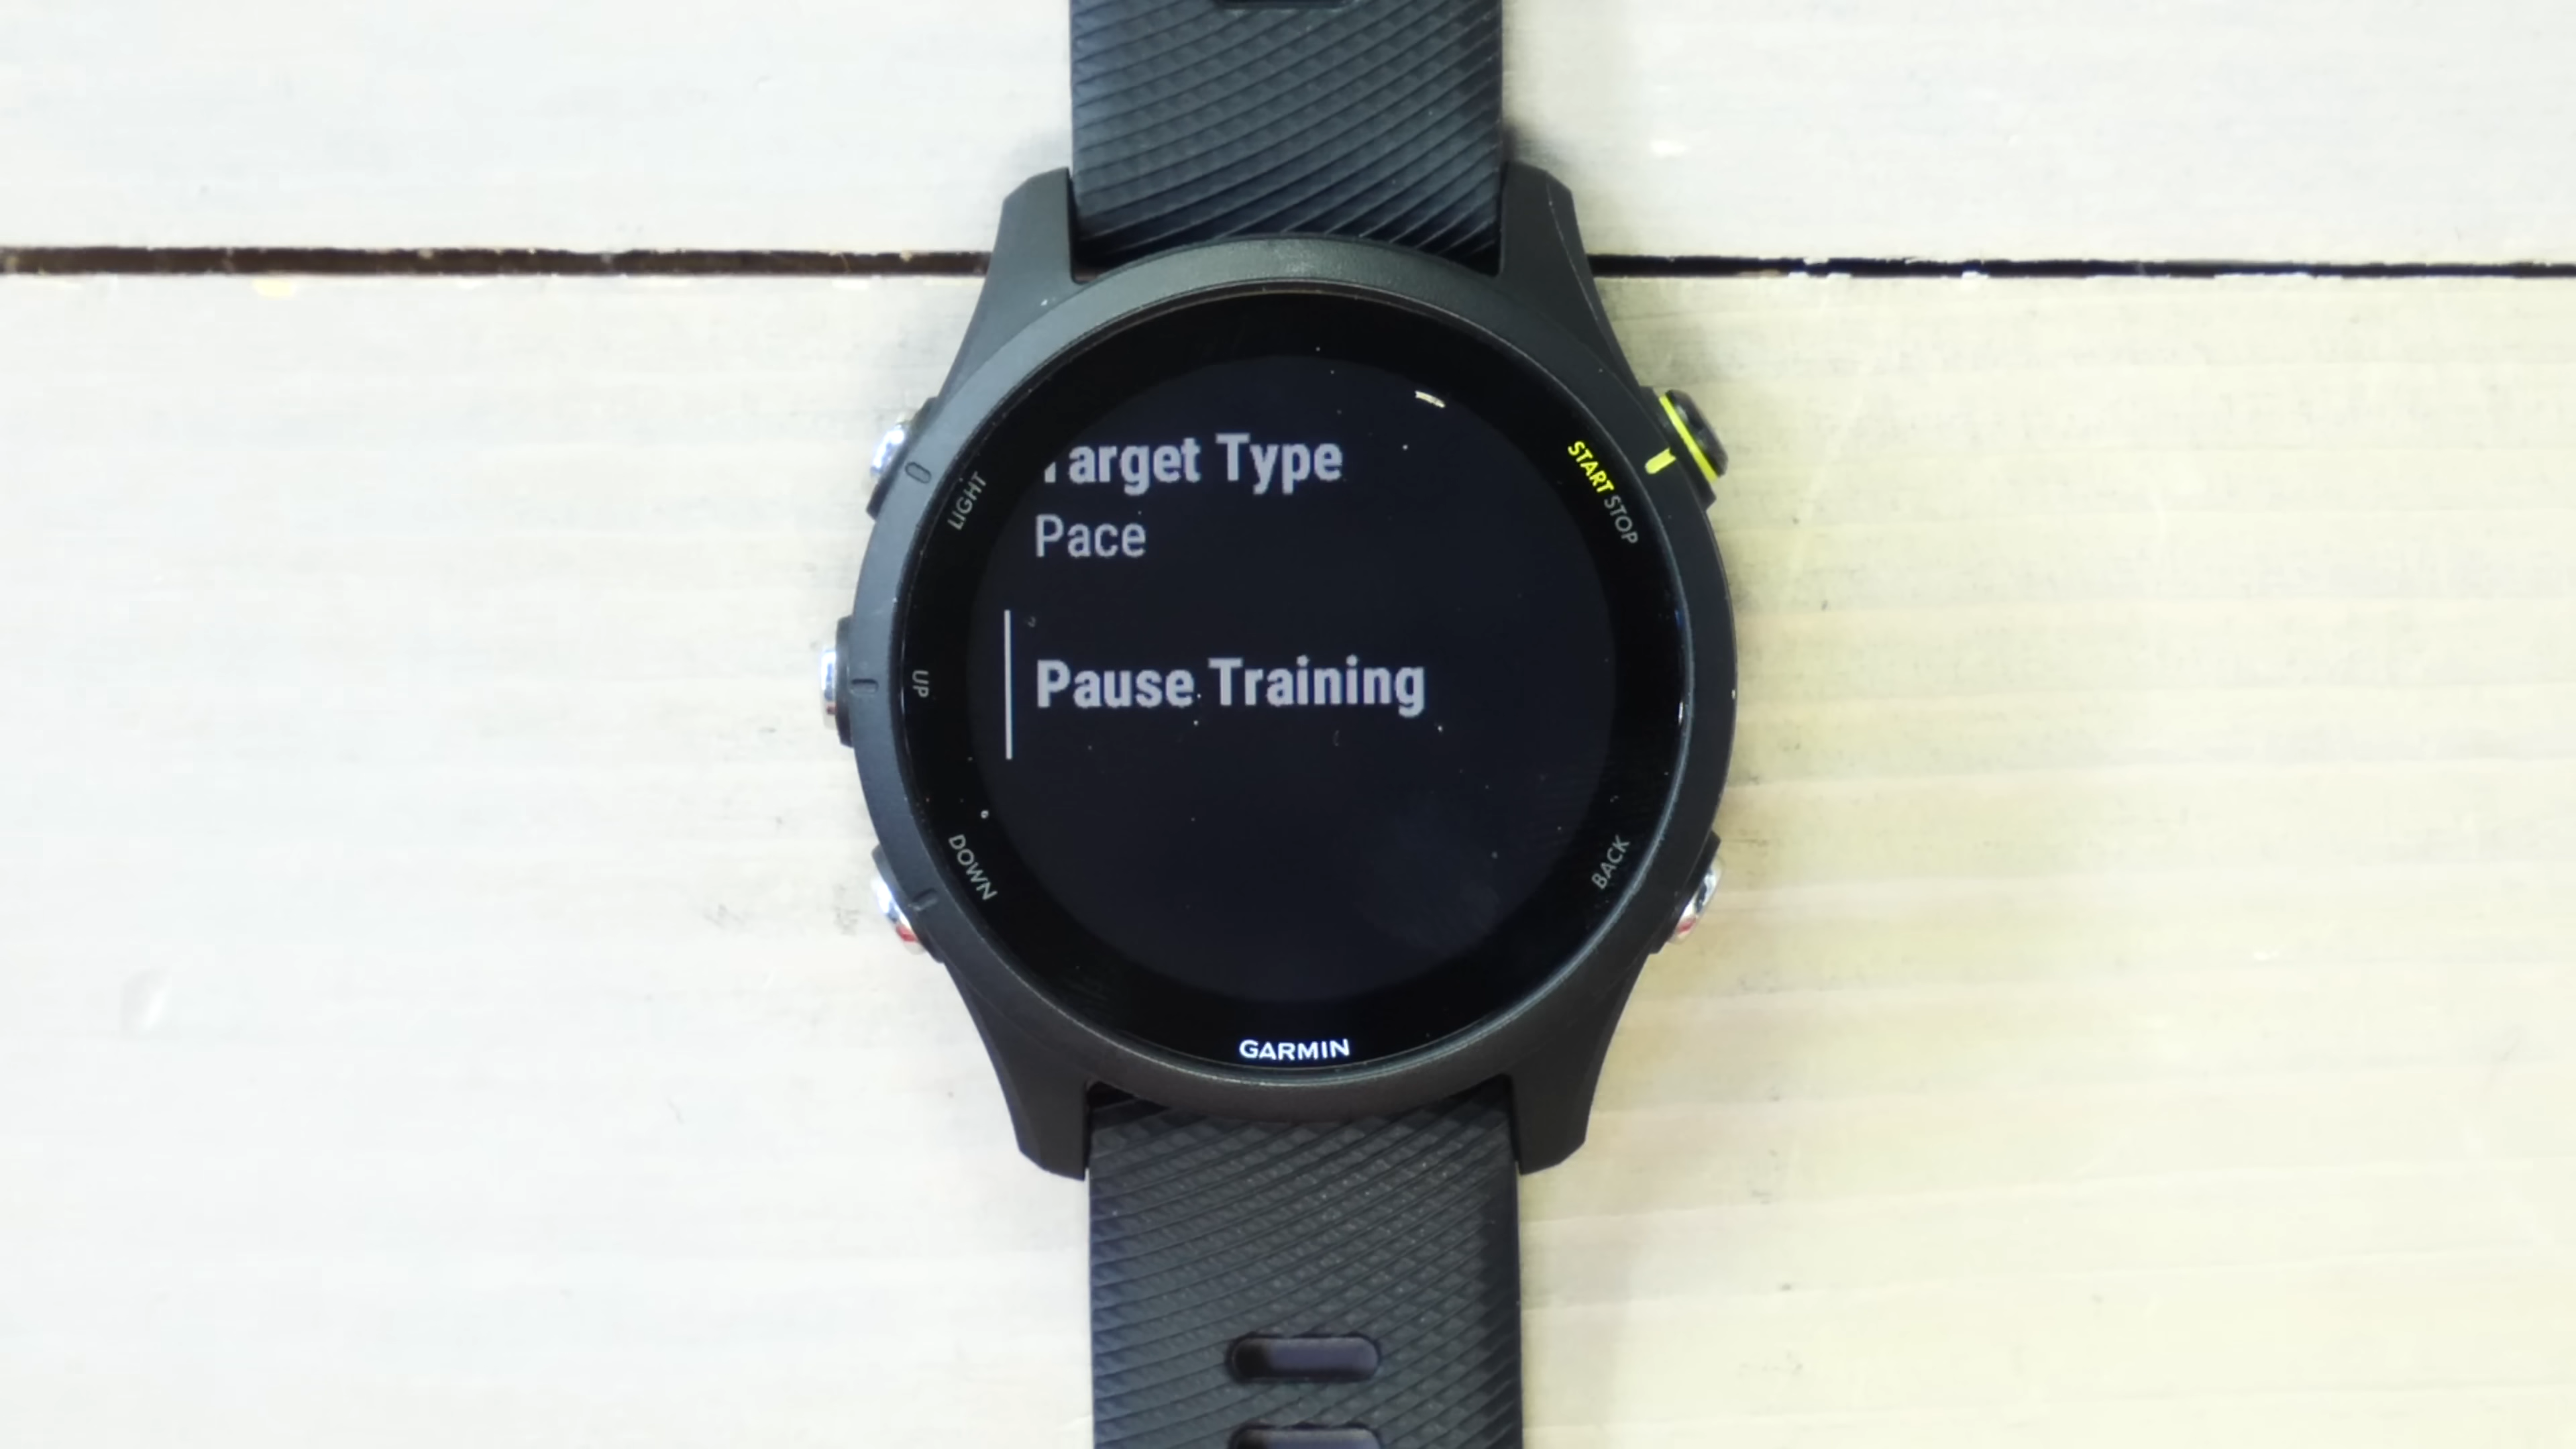 Target Type
Pace
Pause Training
LIGHT
UP
DOWN
START STOP
BACK
GARMIN